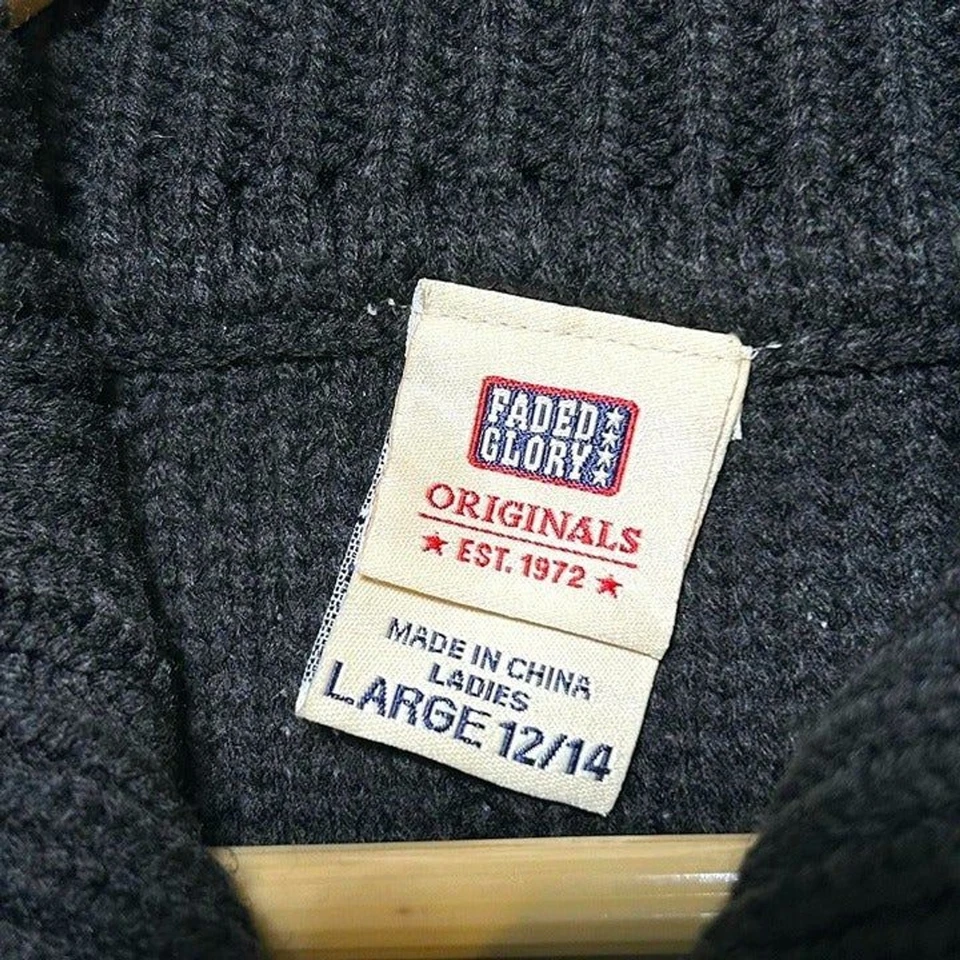 FADED
GLORY
ORIGINALS
EST. 1972
MADE IN CHINA
LADIES
LARGE 12/14